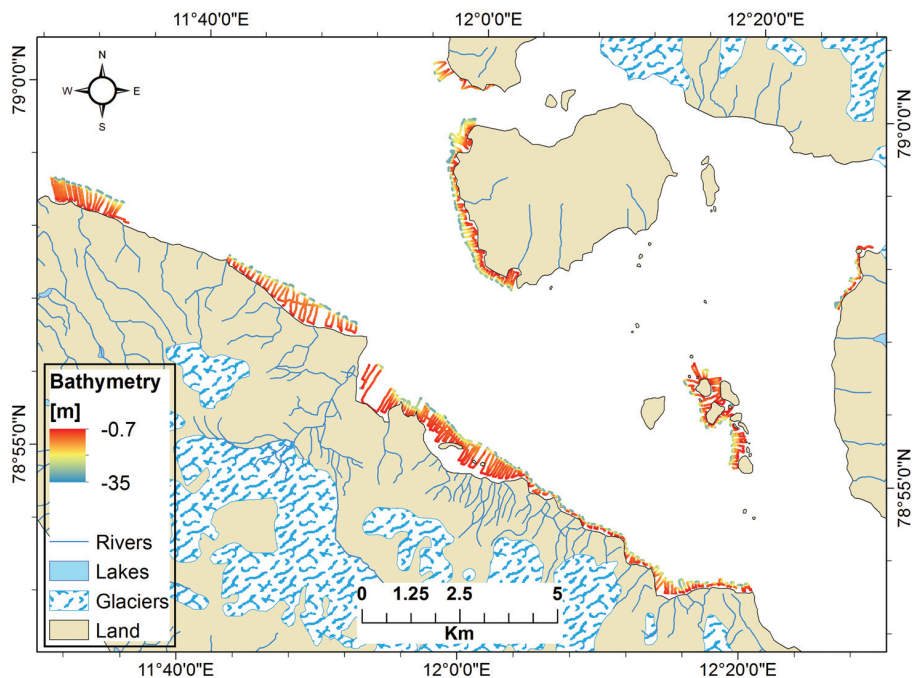 11°40'0"E 12°0'0"E 12°20'0"E
79°0'0"N
N
W E
S
79°0'0"N
Bathymetry
[m]
-0.7
-35
Rivers
Lakes
Glaciers
Land
78°55'0"N
78°55'0"N
0 1.25 2.5 5
Km
11°40'0"E 12°0'0"E 12°20'0"E